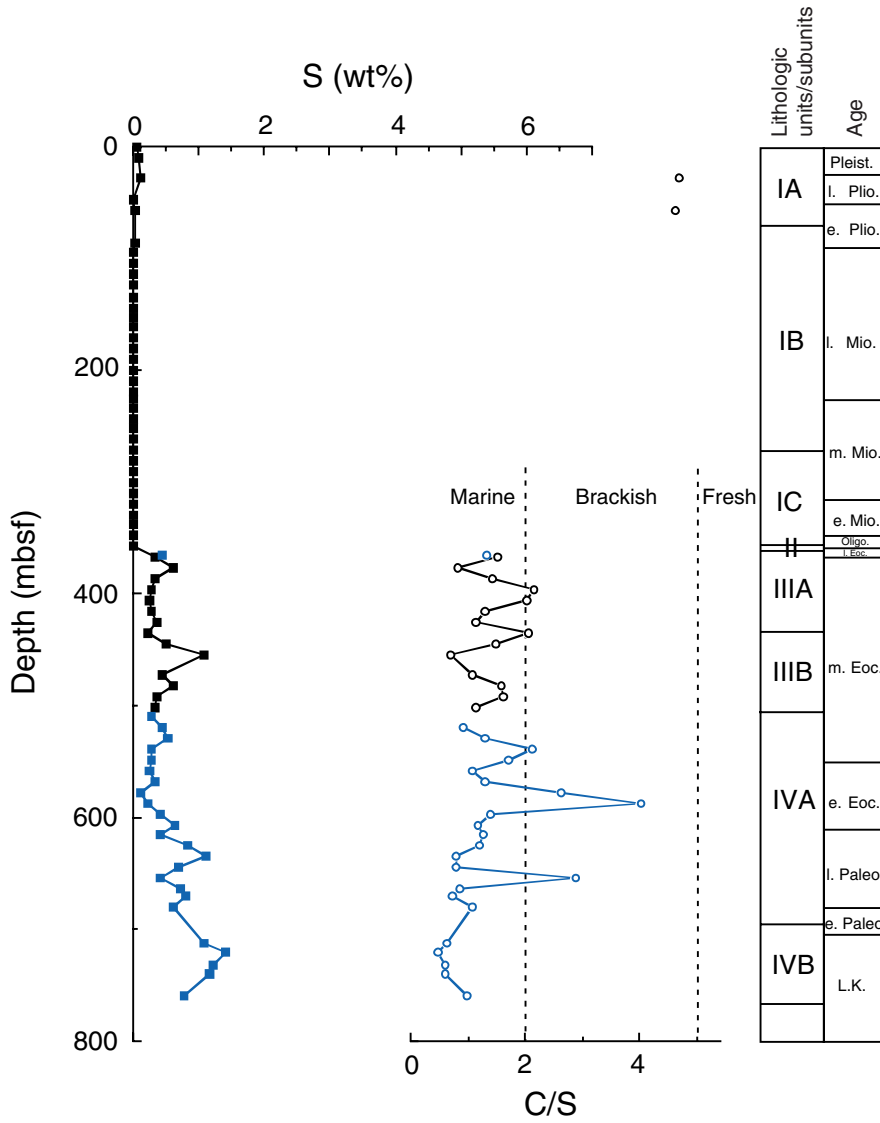 S (wt%)
0 2 4 6
Lithologic
units/subunits
Age
0
200
400
600
800
Depth (mbsf)
Marine Brackish Fresh
IA
IB
IC
II
IIIA
IIIB
IVA
IVB
Pleist.
l. Plio.
e. Plio.
l. Mio.
m. Mio.
e. Mio.
Oligo.
l. Eoc.
m. Eoc.
e. Eoc.
l. Paleo
e. Paleo
L.K.
0 2 4
C/S